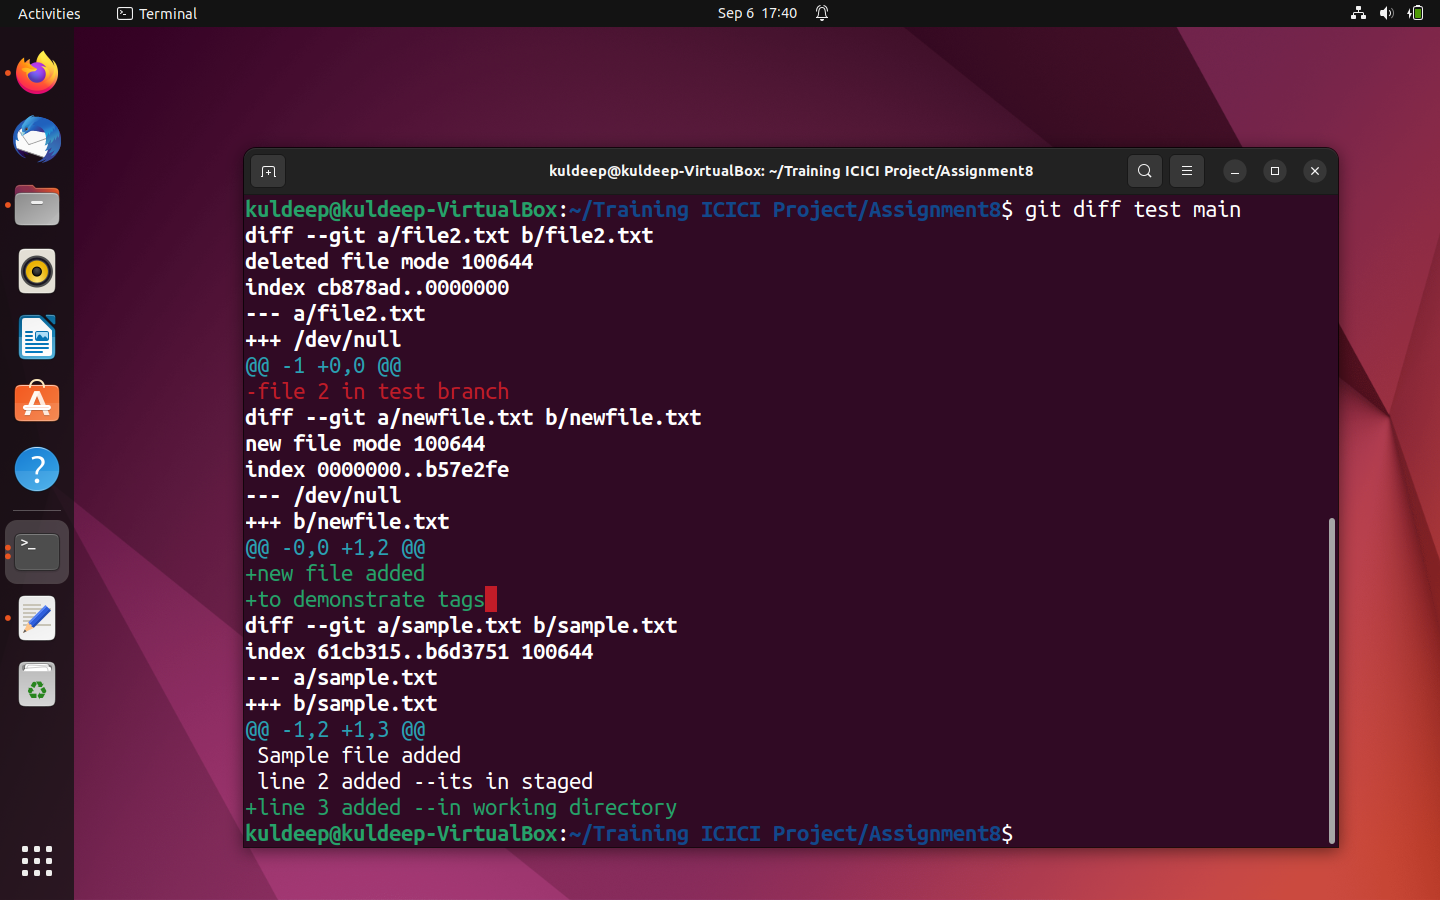 Activities Terminal Sep 6 17:40
kuldeep@kuldeep-VirtualBox: ~/Training ICICI Project/Assignment8
kuldeep@kuldeep-VirtualBox:~/Training ICICI Project/Assignment8$ git diff test main
diff --git a/file2.txt b/file2.txt
deleted file mode 100644
index cb878ad..0000000
--- a/file2.txt
+++ /dev/null
@@ -1 +0,0 @@
-file 2 in test branch
diff --git a/newfile.txt b/newfile.txt
new file mode 100644
index 0000000..b57e2fe
--- /dev/null
+++ b/newfile.txt
@@ -0,0 +1,2 @@
+new file added
+to demonstrate tags
diff --git a/sample.txt b/sample.txt
index 61cb315..b6d3751 100644
--- a/sample.txt
+++ b/sample.txt
@@ -1,2 +1,3 @@
 Sample file added
 line 2 added --its in staged
+line 3 added --in working directory
kuldeep@kuldeep-VirtualBox:~/Training ICICI Project/Assignment8$